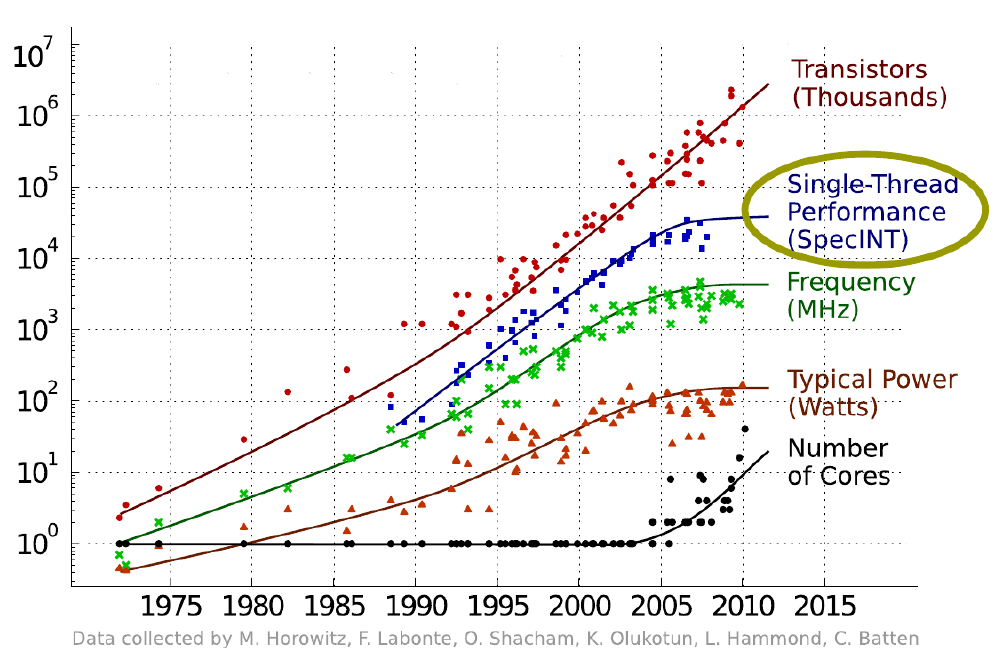 10^7
10^6
10^5
10^4
10^3
10^2
10^1
10^0
Transistors
(Thousands)
Single-Thread
Performance
(SpecINT)
Frequency
(MHz)
Typical Power
(Watts)
Number
of Cores
1975 1980 1985 1990 1995 2000 2005 2010 2015
Data collected by M. Horowitz, F. Labonte, O. Shacham, K. Olukotun, L. Hammond, C. Batten